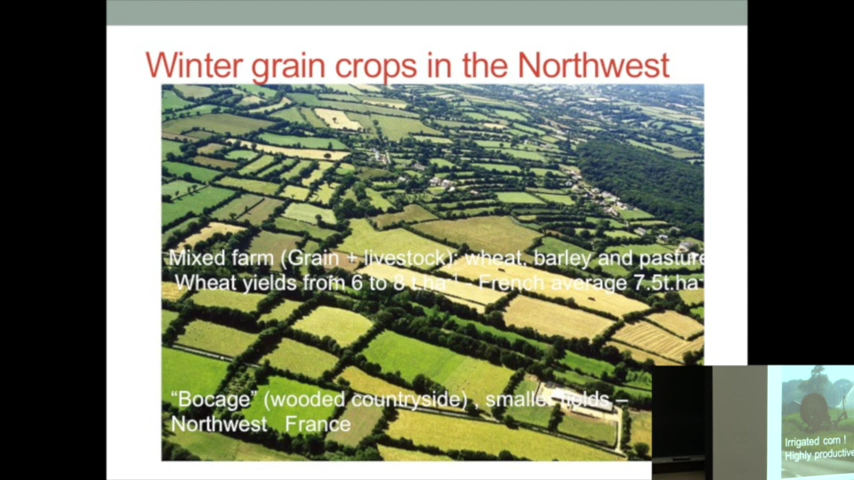 Winter grain crops in the Northwest
Mixed farm (Grain + livestock): wheat, barley and pasture
Wheat yields from 6 to 8 t.ha⁻¹ - French average 7.5t.ha⁻
“Bocage” (wooded countryside) , smaller fields –
Northwest France
Irrigated corn !
Highly productive